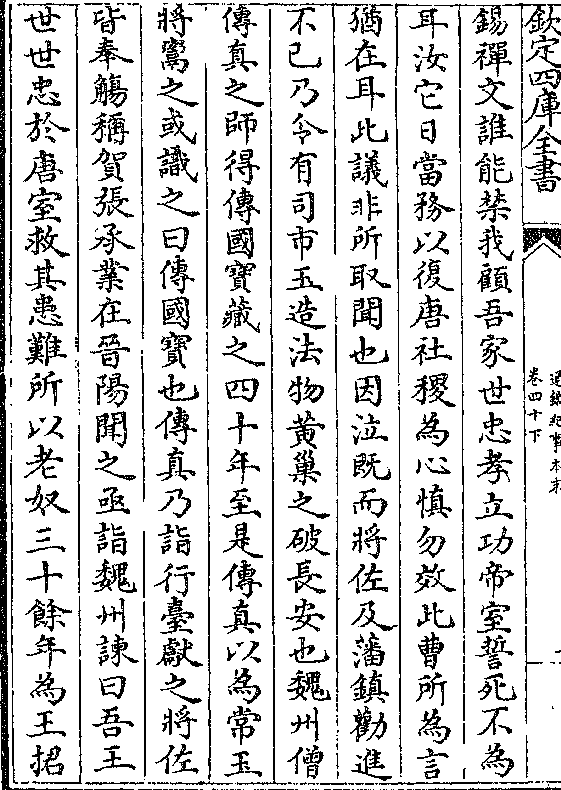 欽定四庫全書
通鑑紀事本末
卷四十下
錫禪文誰能禁我顧吾家世忠孝立功帝室誓死不為
耳汝它日當務以復唐社稷為心慎勿效此曹所為言
猶在耳此議非所取聞也因泣既而將佐及藩鎮勸進
不已乃令有司市玉造法物黃巢之破長安也魏州僧
傳真之師得傳國寶藏之四十年至是傳真以為常玉
將鬻之或識之曰傳國寶也傳真乃詣行臺獻之將佐
皆奉觴稱賀張承業在晉陽聞之亟詣魏州諫曰吾王
世世忠於唐室救其患難所以老奴三十餘年為王捃